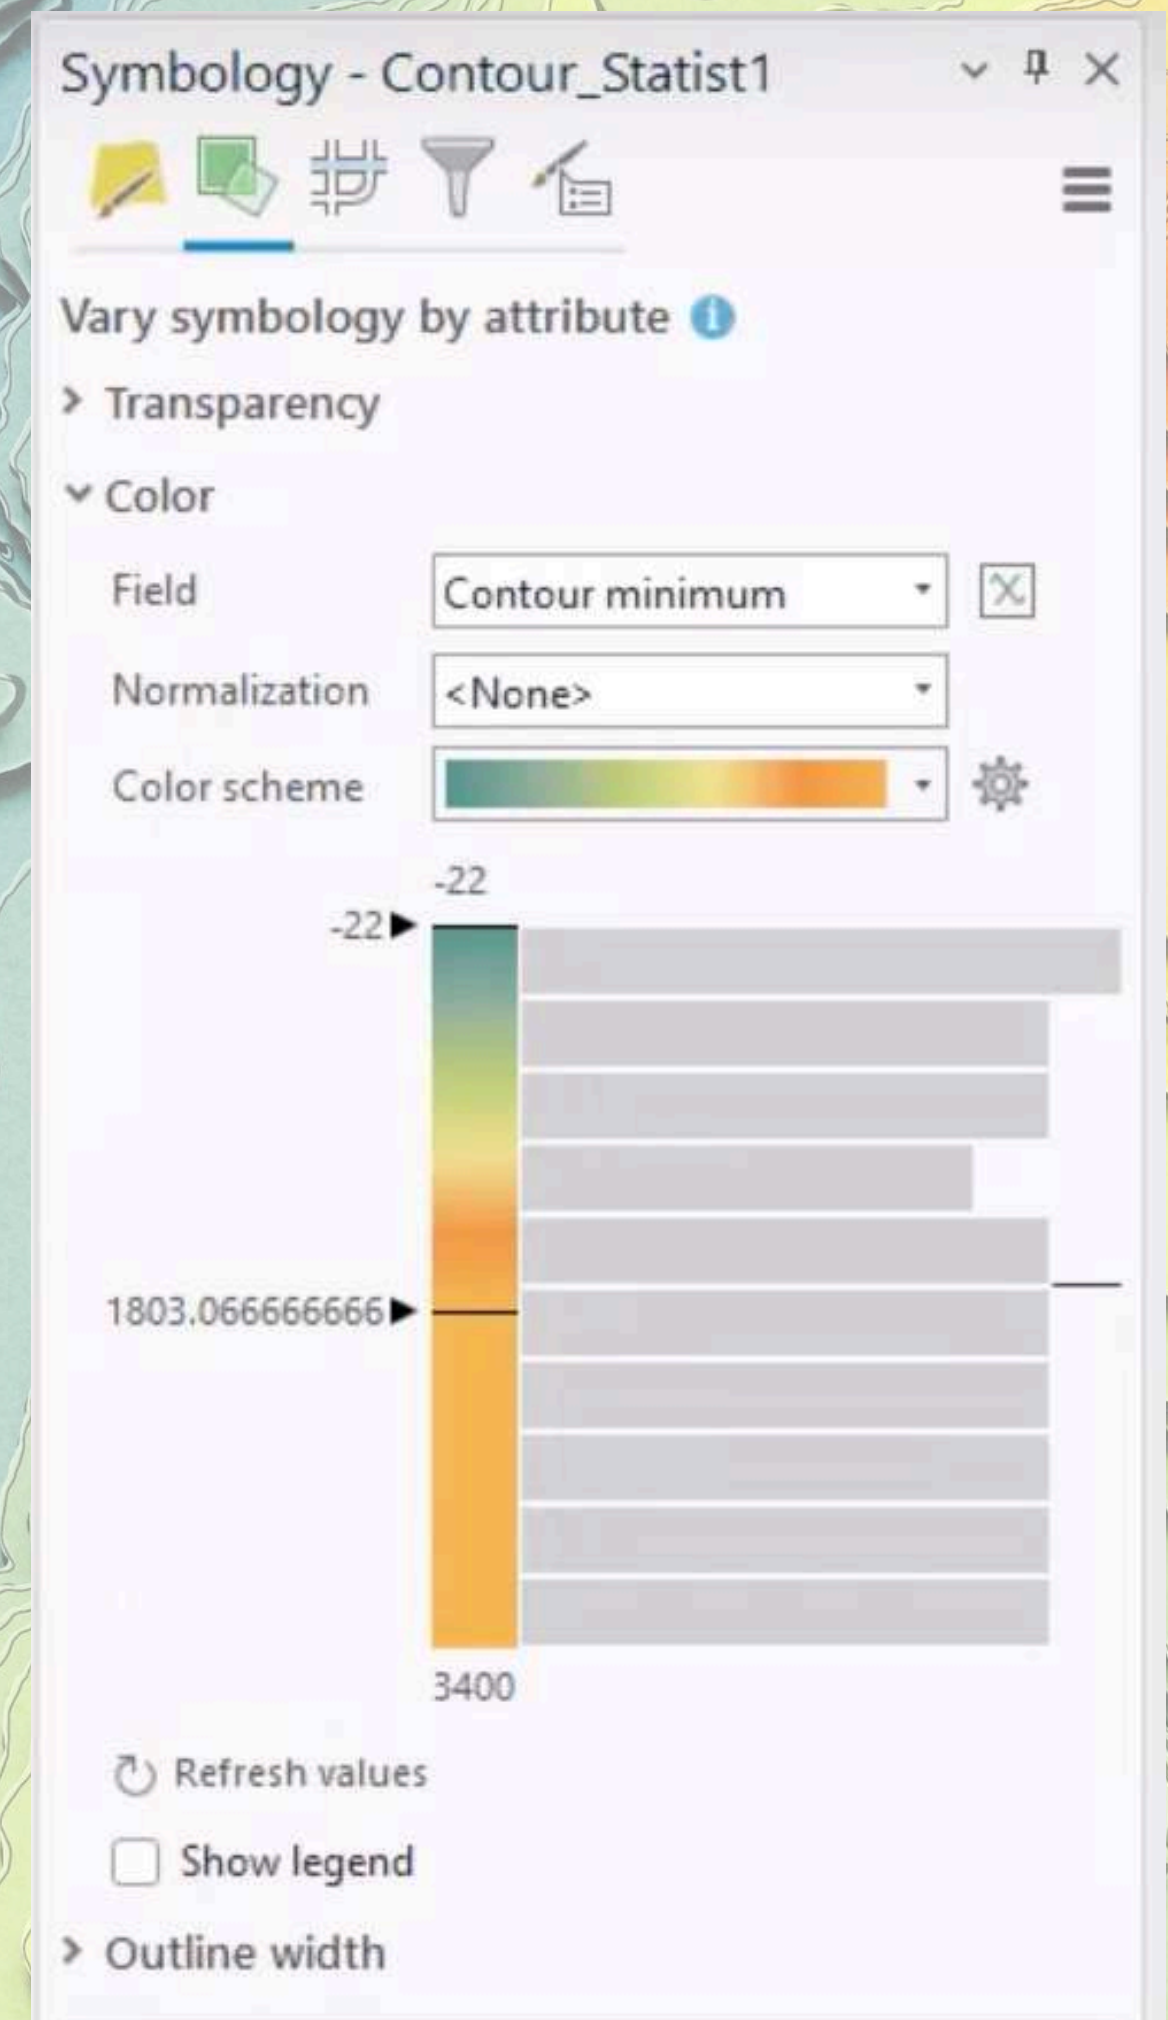 Symbology - Contour_Statist1
Vary symbology by attribute
Transparency
Color
Field Contour minimum
Normalization <None>
Color scheme
-22
-22
1803.066666666
3400
Refresh values
Show legend
Outline width